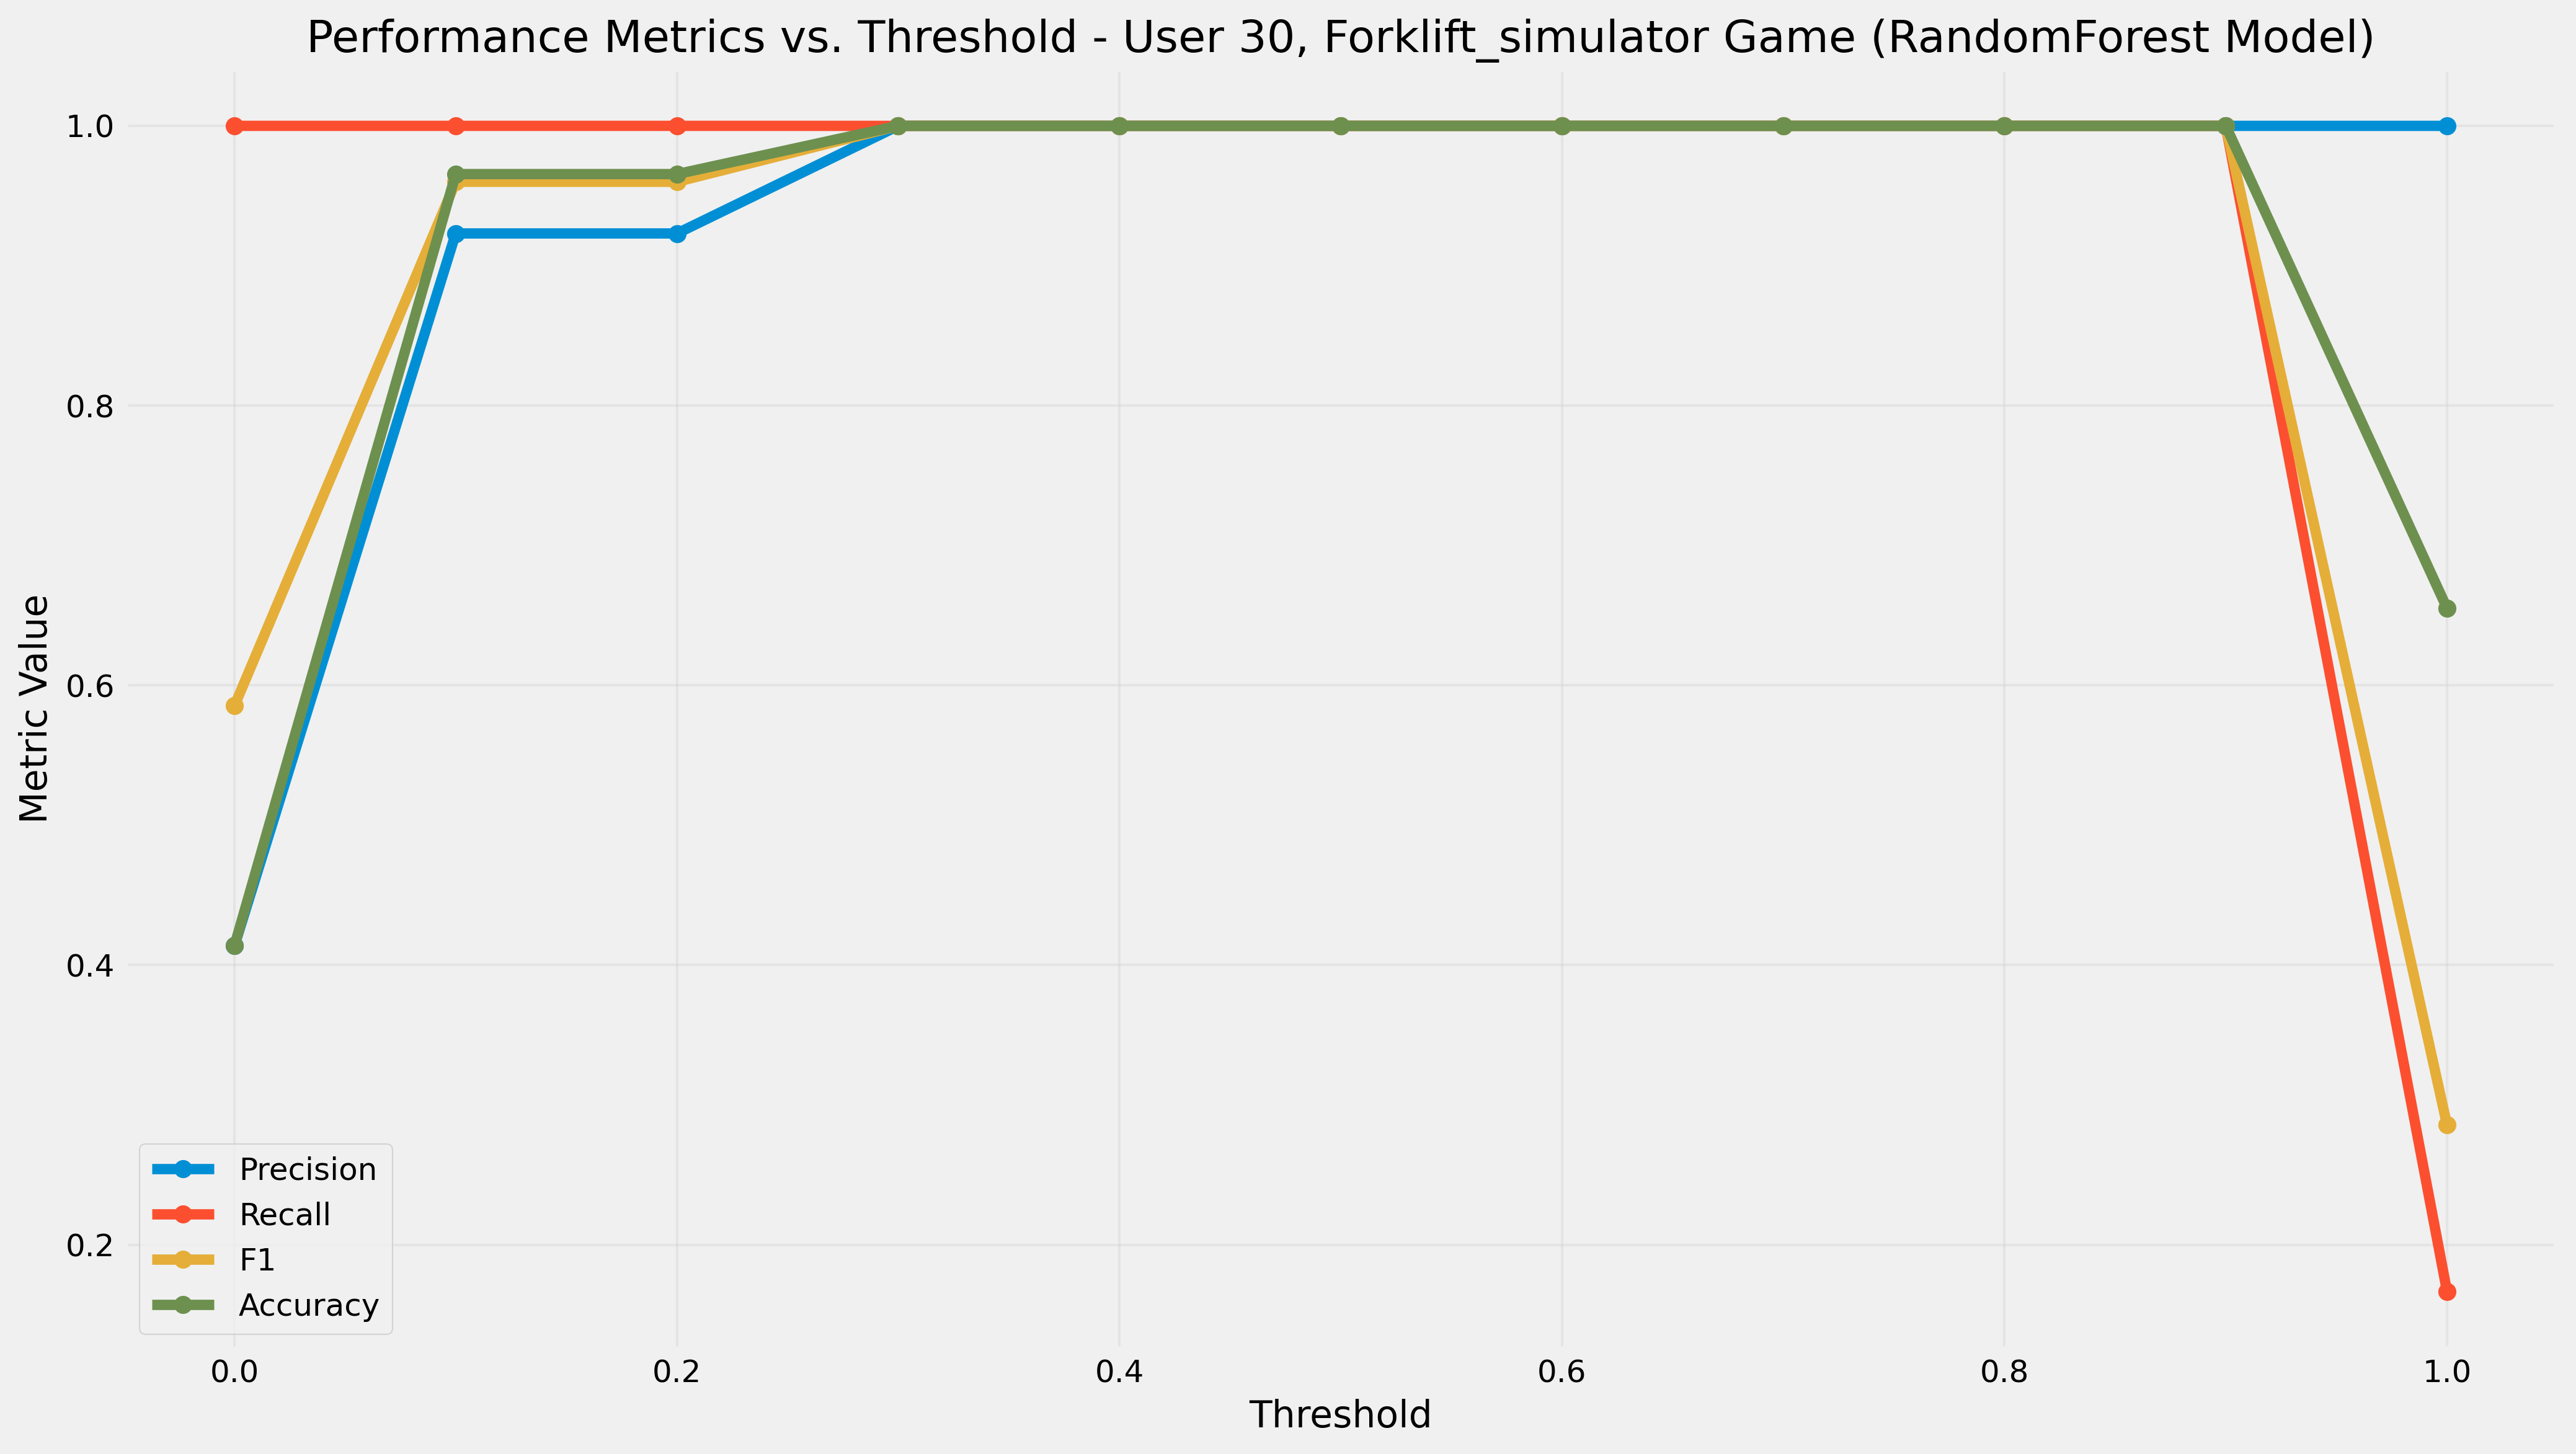 Performance Metrics vs. Threshold - User 30, Forklift_simulator Game (RandomForest Model)
Metric Value
1.0
0.8
0.6
0.4
0.2
Precision
Recall
F1
Accuracy
0.0 0.2 0.4 0.6 0.8 1.0
Threshold